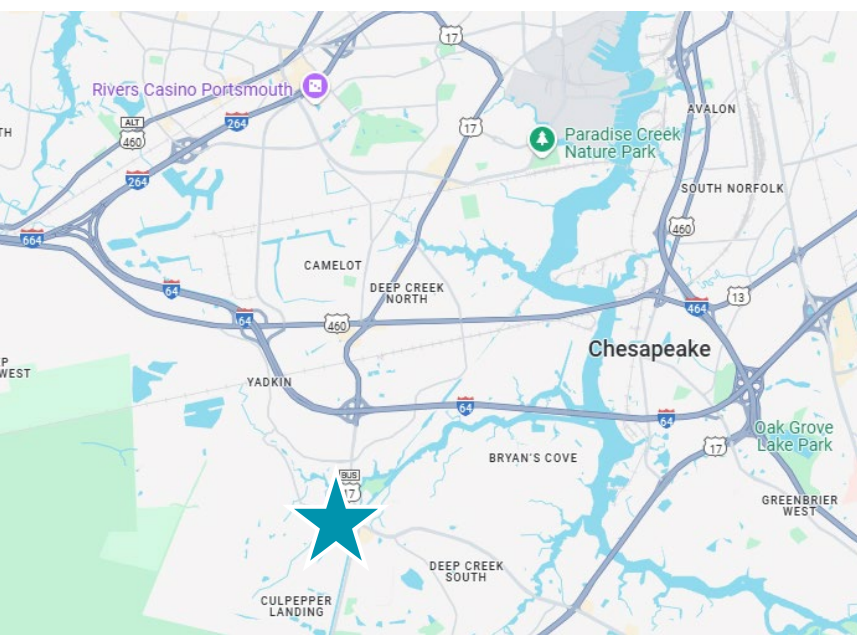 17
Rivers Casino Portsmouth
264
ALT
460
17
AVALON
Paradise Creek
Nature Park
TH
264
SOUTH NORFOLK
460
664
CAMELOT
64
DEEP CREEK
NORTH
13
464
64
460
Chesapeake
WEST
YADKIN
64
64
Oak Grove
Lake Park
17
BRYAN'S COVE
BUS
17
GREENBRIER
WEST
DEEP CREEK
SOUTH
CULPEPPER
LANDING